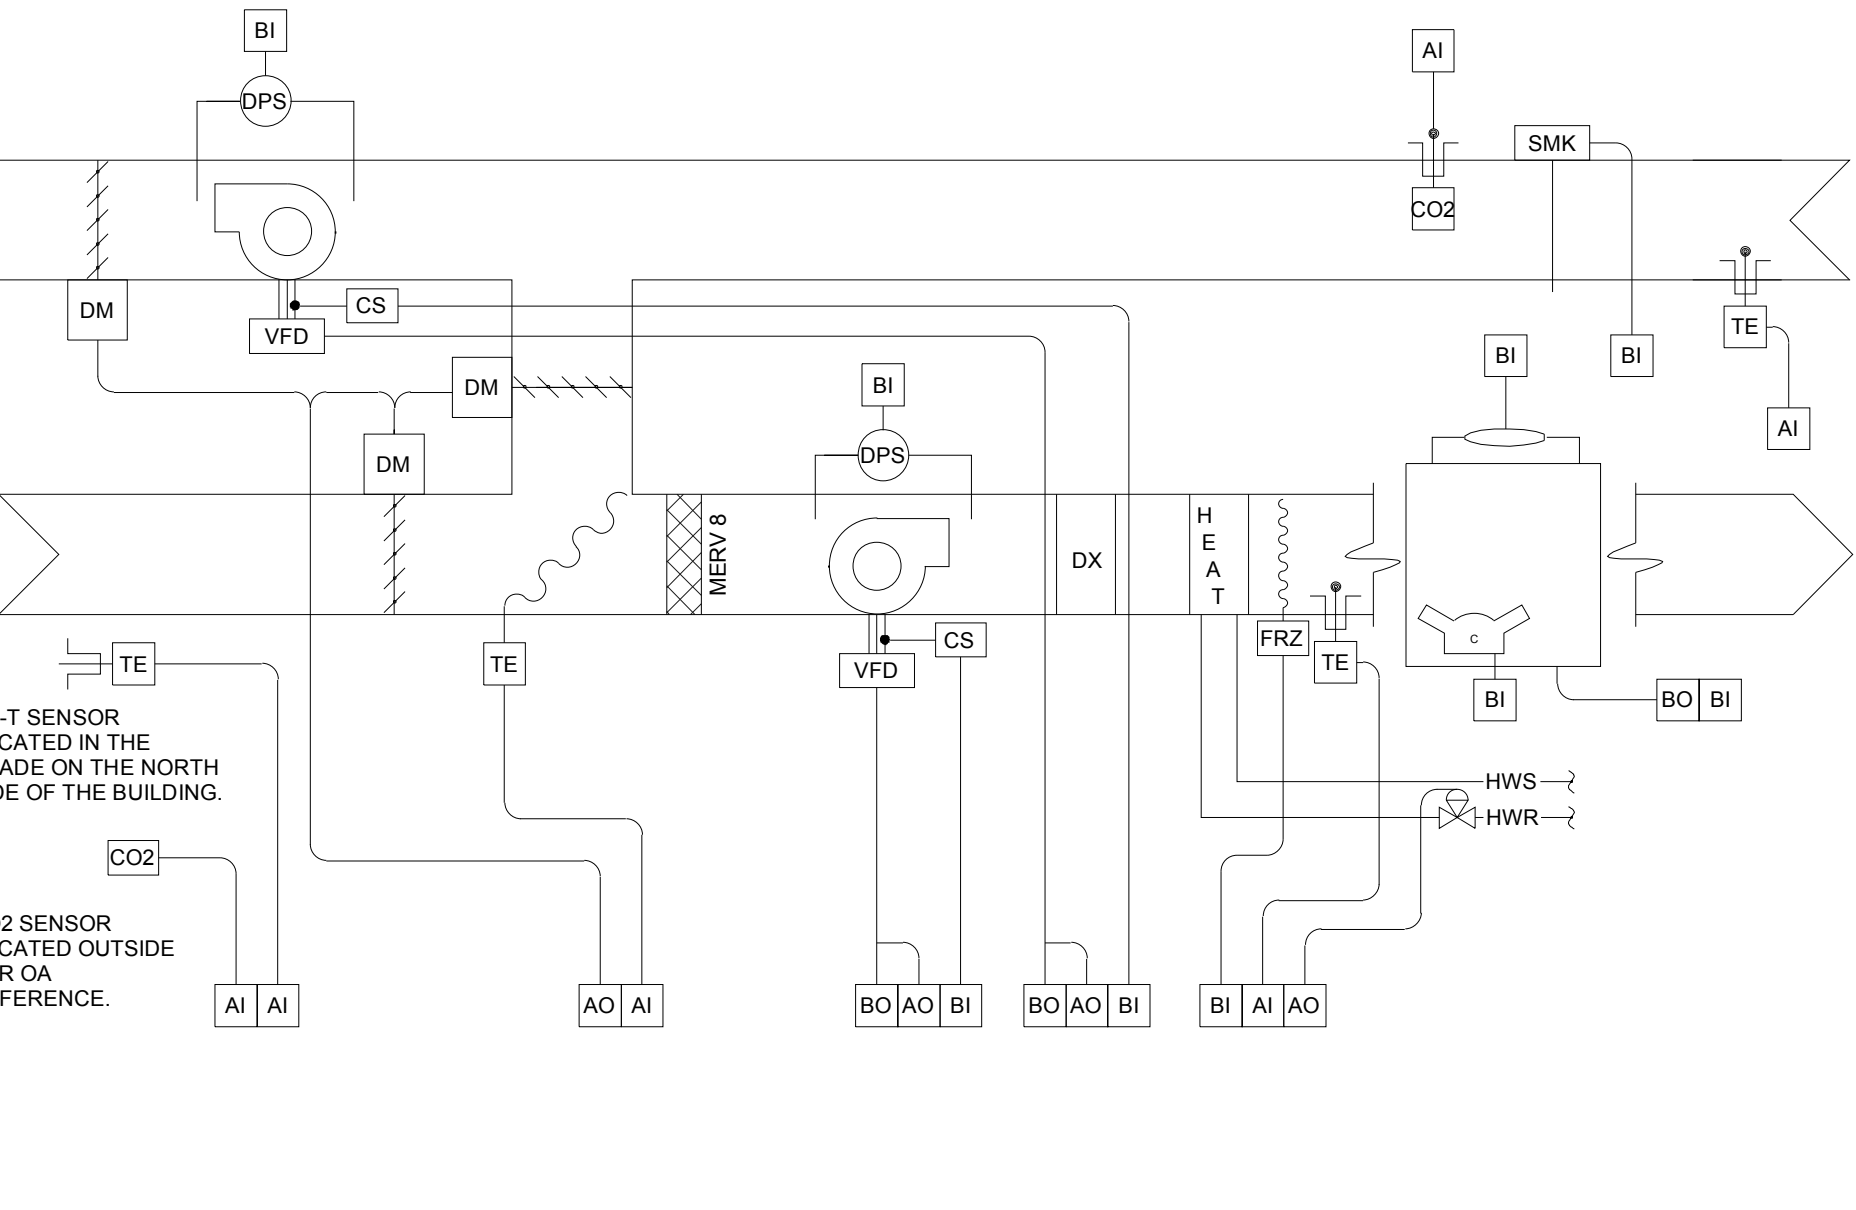 BI
AI
DPS
SMK
CO2
DM
CS
VFD
TE
BI
BI
DM
BI
AI
DM
DPS
MERV 8
DX
H
E
A
T
FRZ
CS
TE
TE
VFD
TE
C
BI
BO BI
-T SENSOR
CATED IN THE
ADE ON THE NORTH
DE OF THE BUILDING.
HWS
HWR
CO2
2 SENSOR
CATED OUTSIDE
R OA
FERENCE.
AI AI
AO AI
BO AO BI
BO AO BI
BI AI AO